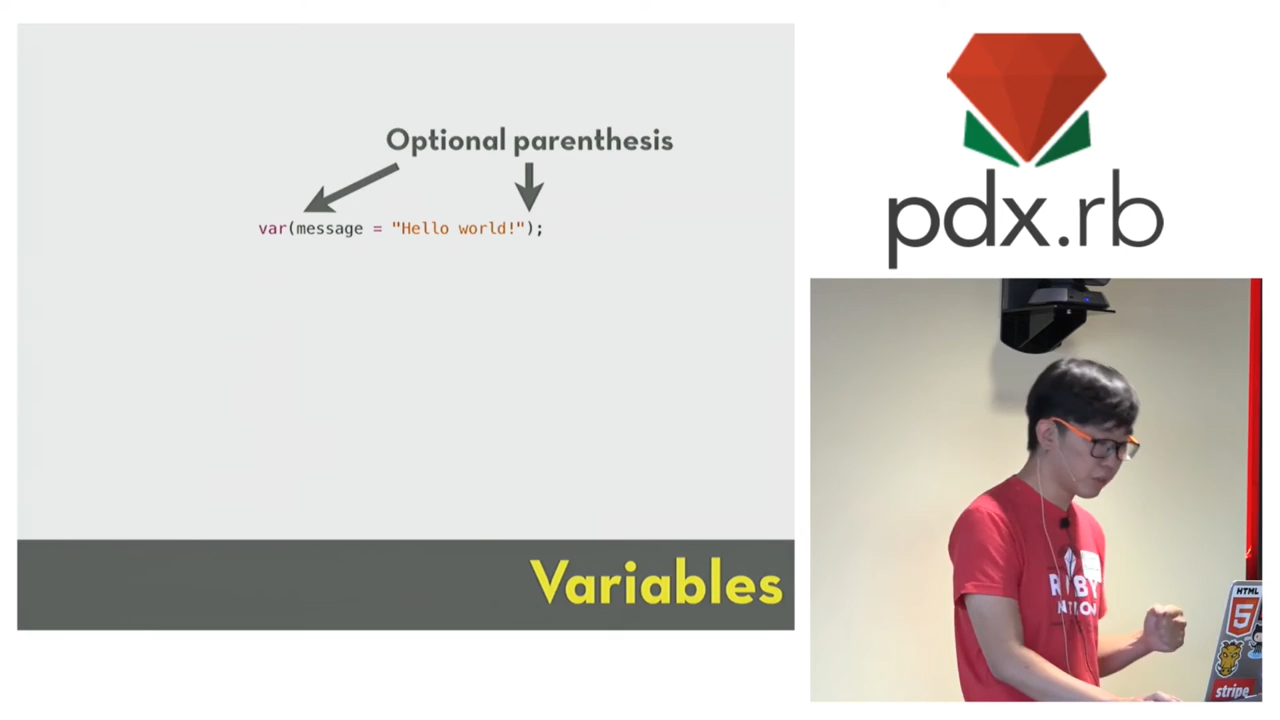 Optional parenthesis
var(message = "Hello world!");
Variables
pdx.rb
RUBY
NATION
HTML
5
stripe